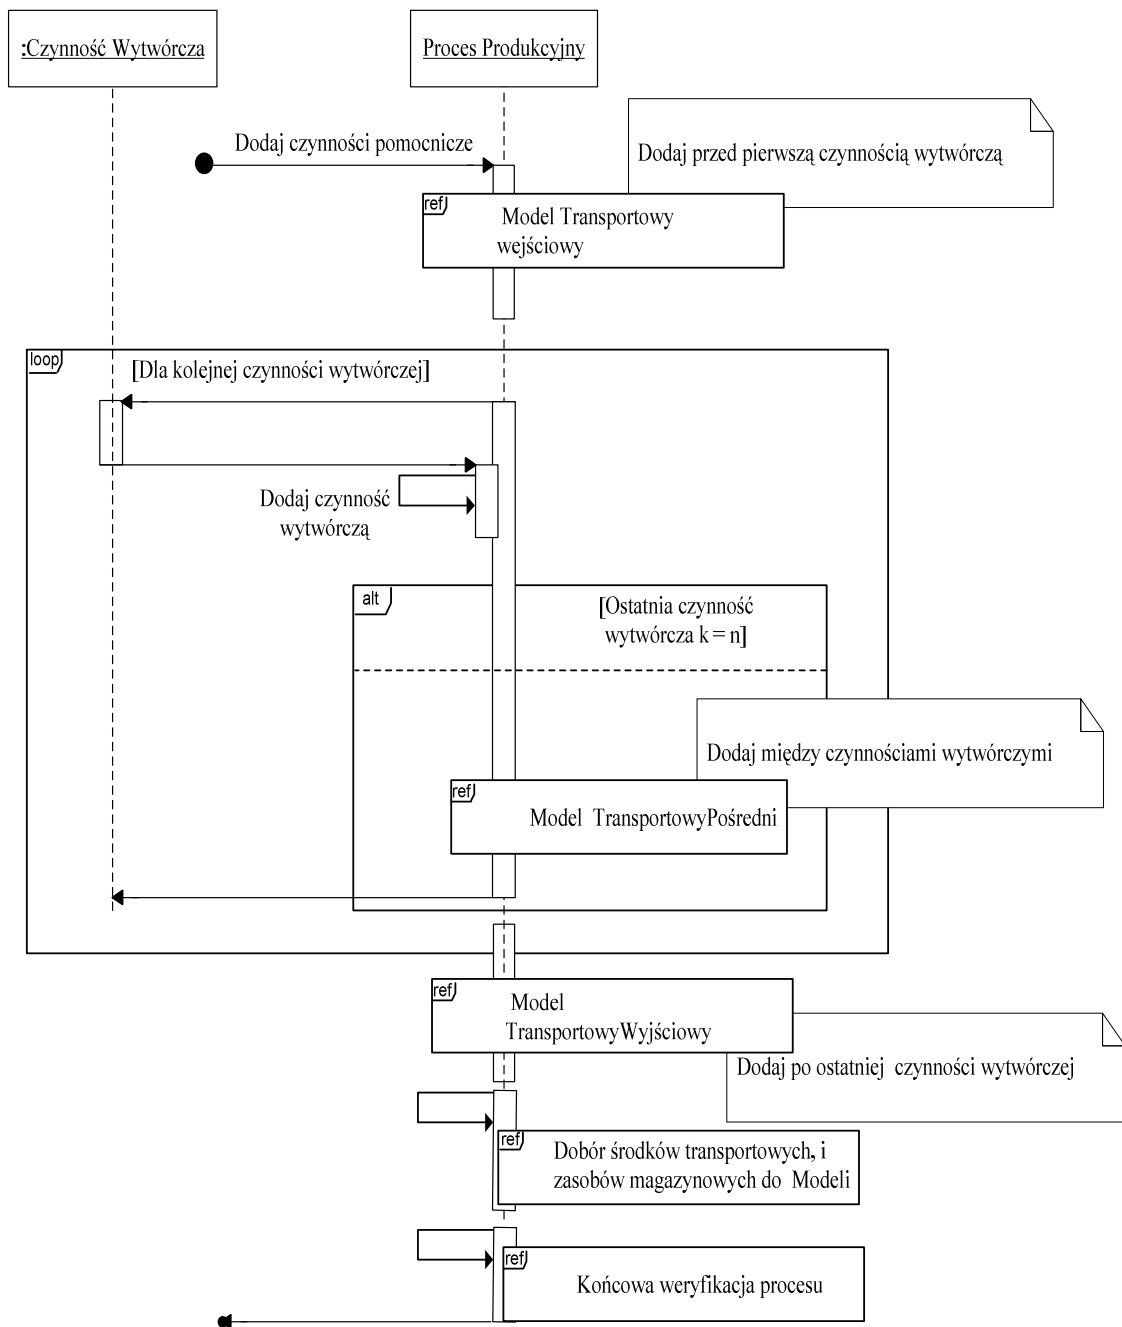 :Czynność Wytwórcza
Proces Produkcyjny
Dodaj czynności pomocnicze
Dodaj przed pierwszą czynnością wytwórczą
ref
Model Transportowy
wejściowy
loop
[Dla kolejnej czynności wytwórczej]
Dodaj czynność
wytwórczą
alt
[Ostatnia czynność
wytwórcza k = n]
Dodaj między czynnościami wytwórczymi
ref
Model TransportowyPośredni
ref
Model
TransportowyWyjściowy
Dodaj po ostatniej czynności wytwórczej
ref
Dobór środków transportowych, i
zasobów magazynowych do Modeli
ref
Końcowa weryfikacja procesu